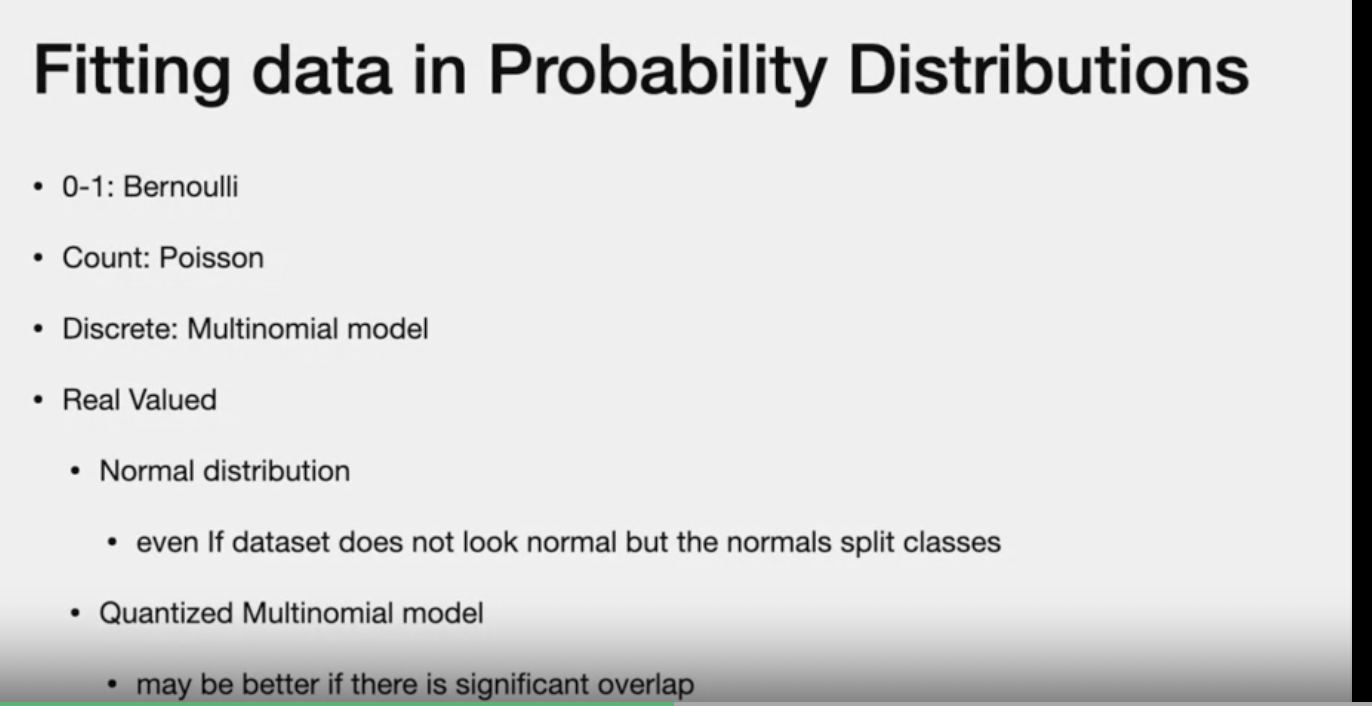 Fitting data in Probability Distributions
• 0-1: Bernoulli
• Count: Poisson
• Discrete: Multinomial model
• Real Valued
• Normal distribution
• even If dataset does not look normal but the normals split classes
• Quantized Multinomial model
• may be better if there is significant overlap